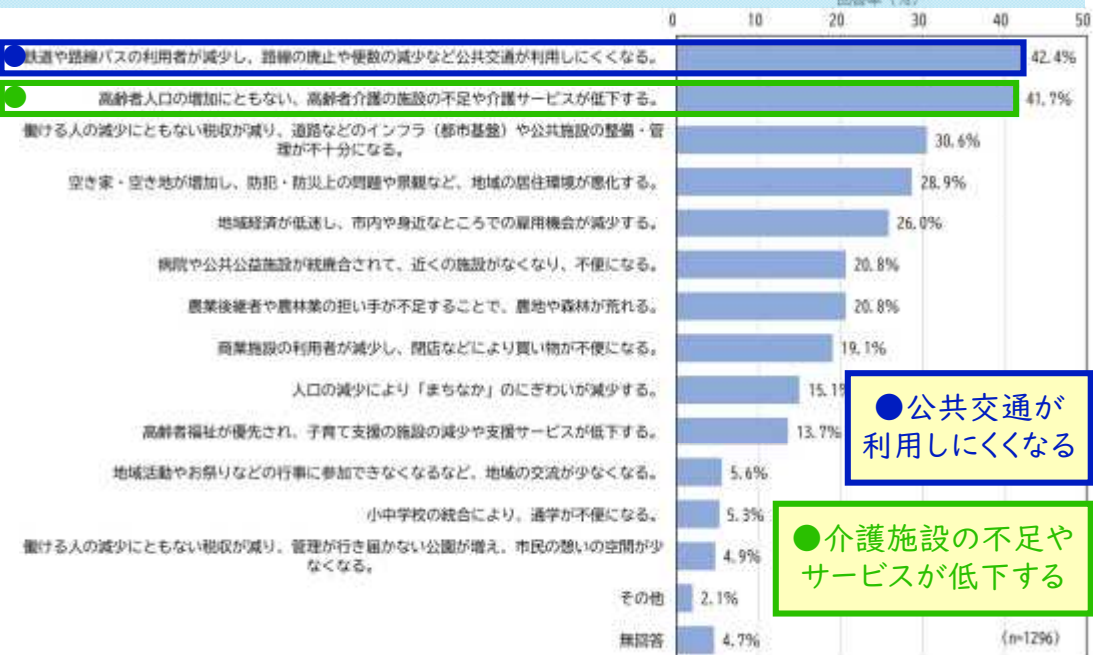 回答率（%）
0 10 20 30 40 50
●鉄道や路線バスの利用者が減少し、路線の廃止や便数の減少など公共交通が利用しにくくなる。 42.4%
●高齢者人口の増加にともない、高齢者介護の施設の不足や介護サービスが低下する。 41.7%
働ける人の減少にともない税収が減り、道路などのインフラ（都市基盤）や公共施設の整備・管
理が不十分になる。 30.6%
空き家・空き地が増加し、防犯・防災上の問題や景観など、地域の居住環境が悪化する。 28.9%
地域経済が低迷し、市内や身近なところでの雇用機会が減少する。 26.0%
病院や公共公益施設が統廃合されて、近くの施設がなくなり、不便になる。 20.8%
農業後継者や農林業の担い手が不足することで、農地や森林が荒れる。 20.8%
商業施設の利用者が減少し、閉店などにより買い物が不便になる。 19.1%
人口の減少により「まちなか」のにぎわいが減少する。 15.1%
高齢者福祉が優先され、子育て支援の施設の減少や支援サービスが低下する。 13.7%
地域活動やお祭りなどの行事に参加できなくなるなど、地域の交流が少なくなる。 5.6%
小中学校の統合により、通学が不便になる。 5.3%
働ける人の減少にともない税収が減り、管理が行き届かない公園が増え、市民の憩いの空間が少
なくなる。 4.9%
その他 2.1%
無回答 4.7%
(n=1296)
●公共交通が
利用しにくくなる
●介護施設の不足や
サービスが低下する